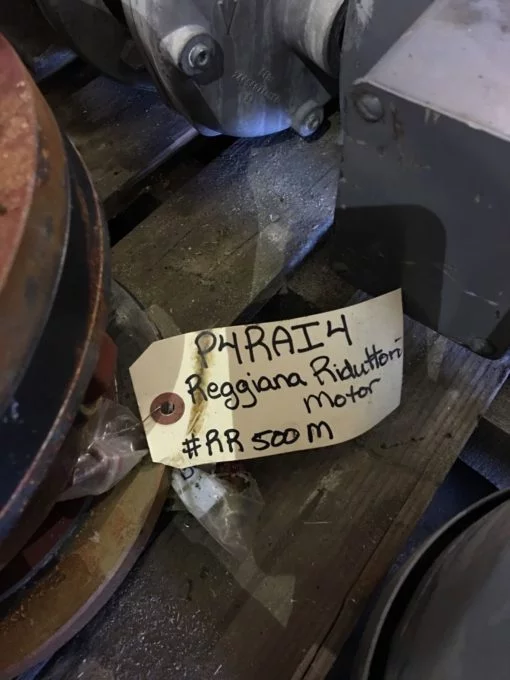 P4RAI4
Reggiana Riduttori
Motor
#RR 500 M